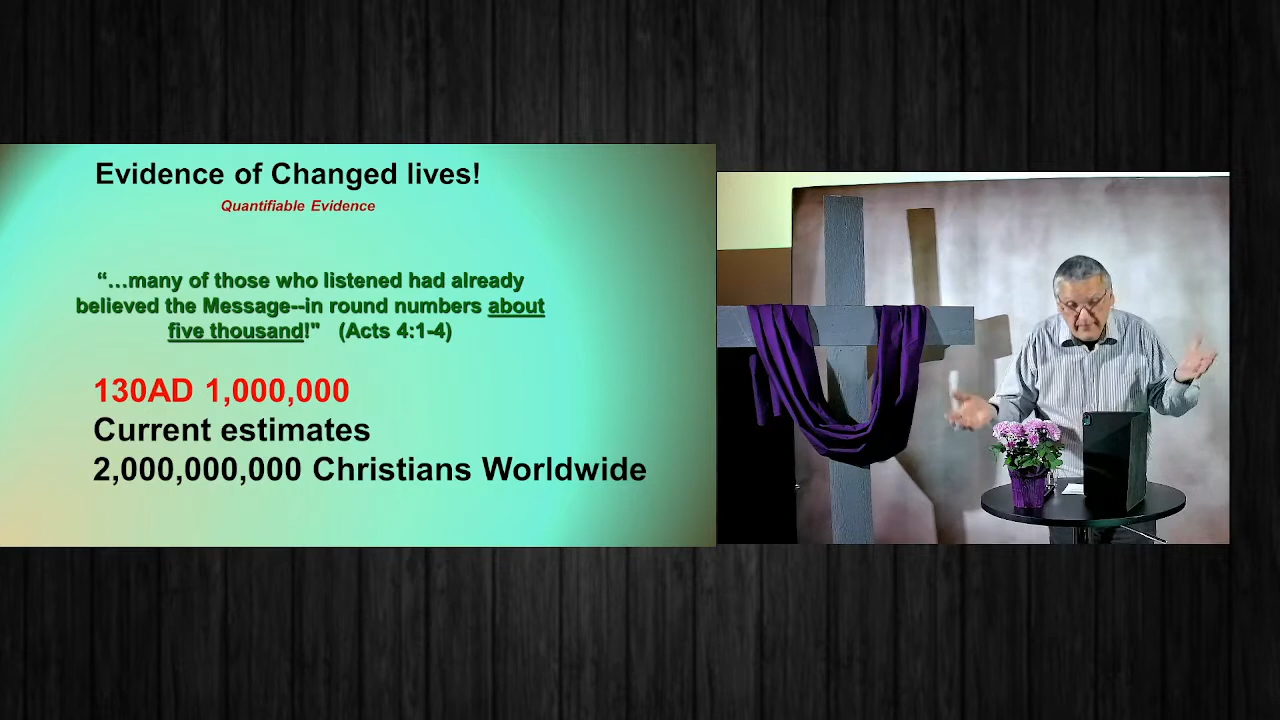 Evidence of Changed lives!
Quantifiable Evidence
“…many of those who listened had already
believed the Message--in round numbers about
five thousand!" (Acts 4:1-4)
130AD 1,000,000
Current estimates
2,000,000,000 Christians Worldwide